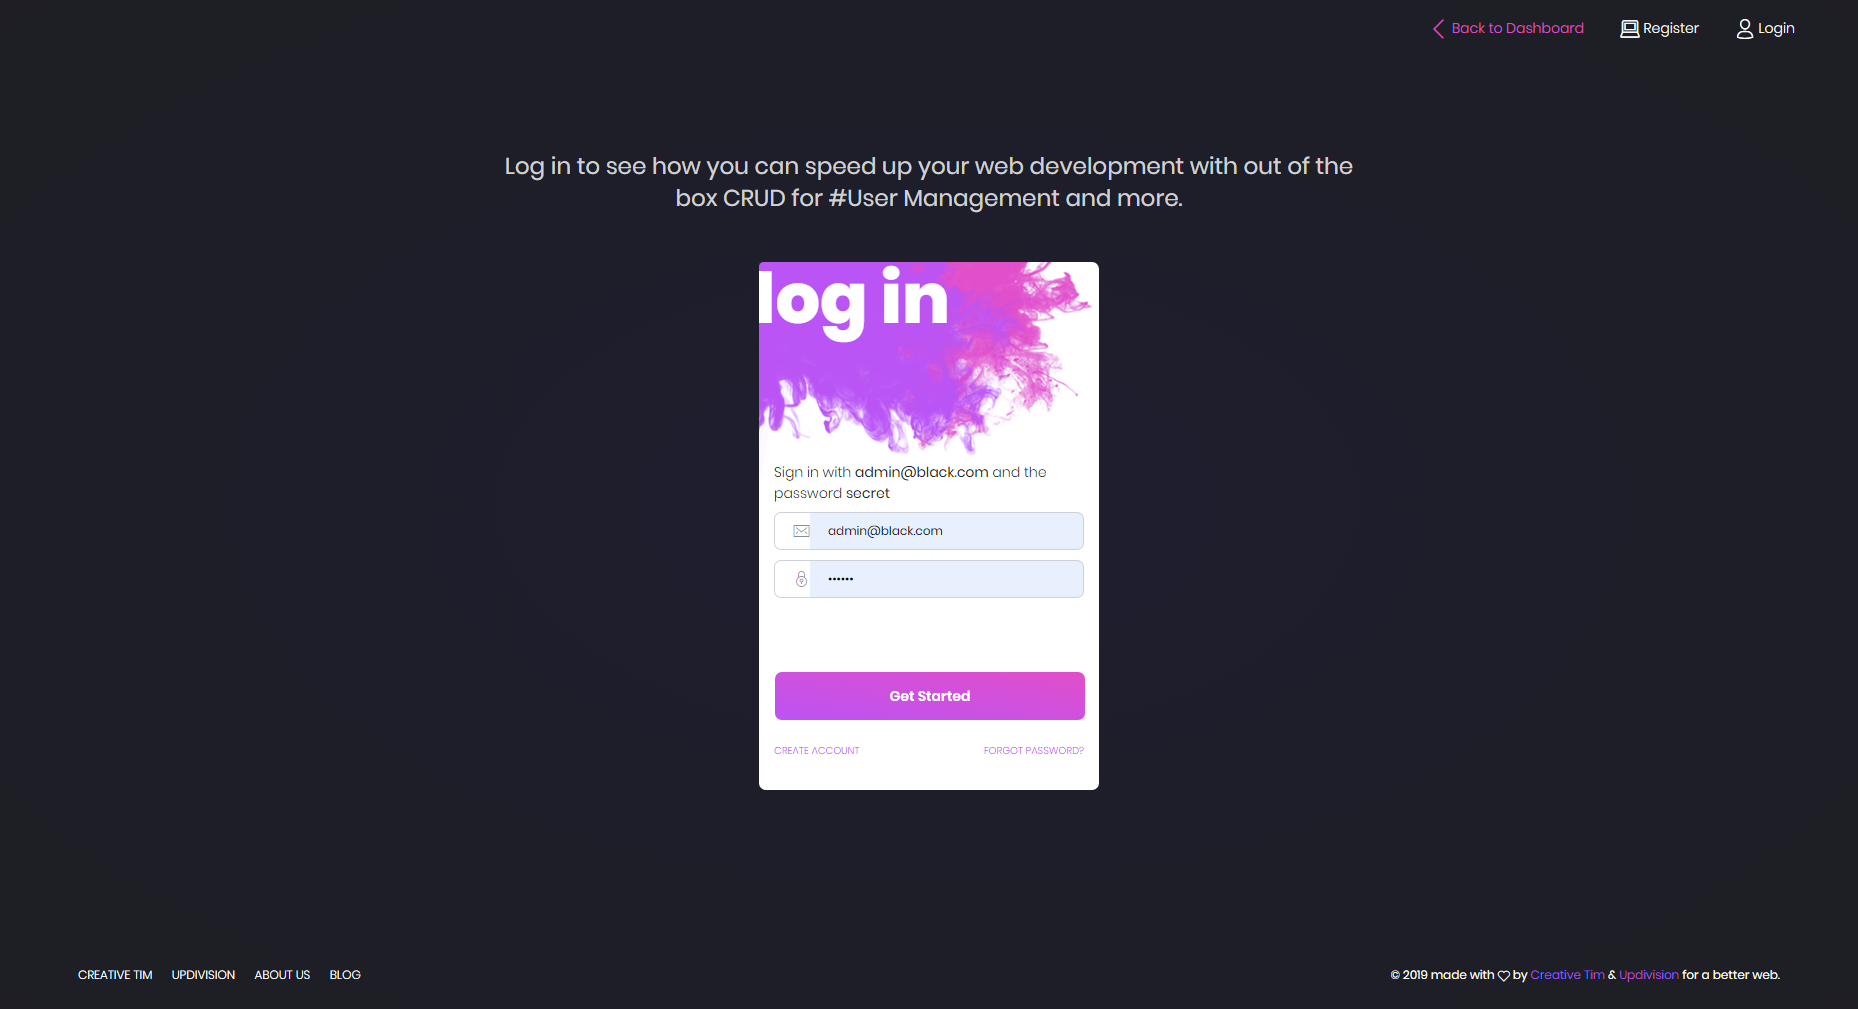 Back to Dashboard Register Login
Log in to see how you can speed up your web development with out of the
box CRUD for #User Management and more.
log in
Sign in with admin@black.com and the
password secret
admin@black.com
••••••
Get Started
CREATE ACCOUNT FORGOT PASSWORD?
CREATIVE TIM UPDIVISION ABOUT US BLOG
© 2019 made with ♡ by Creative Tim & Updivision for a better web.